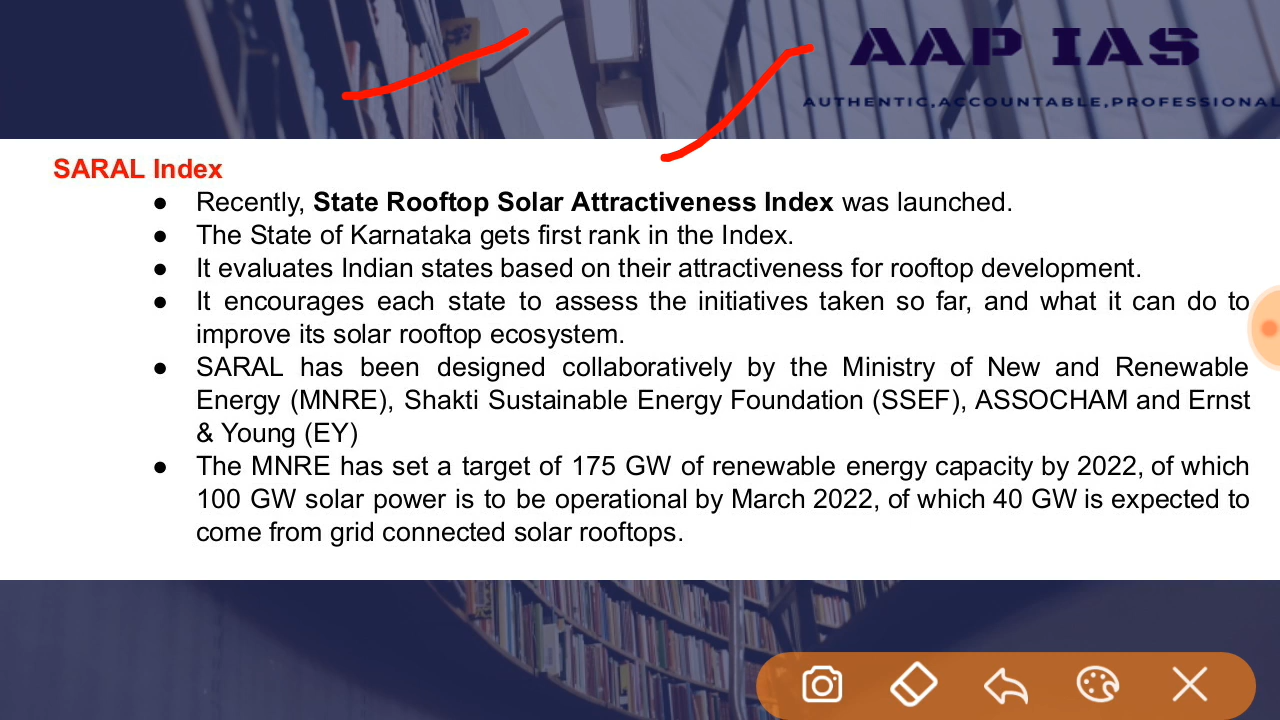 AAP IAS
AUTHENTIC,ACCOUNTABLE,PROFESSIONAL
SARAL Index
● Recently, State Rooftop Solar Attractiveness Index was launched.
● The State of Karnataka gets first rank in the Index.
● It evaluates Indian states based on their attractiveness for rooftop development.
● It encourages each state to assess the initiatives taken so far, and what it can do to
improve its solar rooftop ecosystem.
● SARAL has been designed collaboratively by the Ministry of New and Renewable
Energy (MNRE), Shakti Sustainable Energy Foundation (SSEF), ASSOCHAM and Ernst
& Young (EY)
● The MNRE has set a target of 175 GW of renewable energy capacity by 2022, of which
100 GW solar power is to be operational by March 2022, of which 40 GW is expected to
come from grid connected solar rooftops.